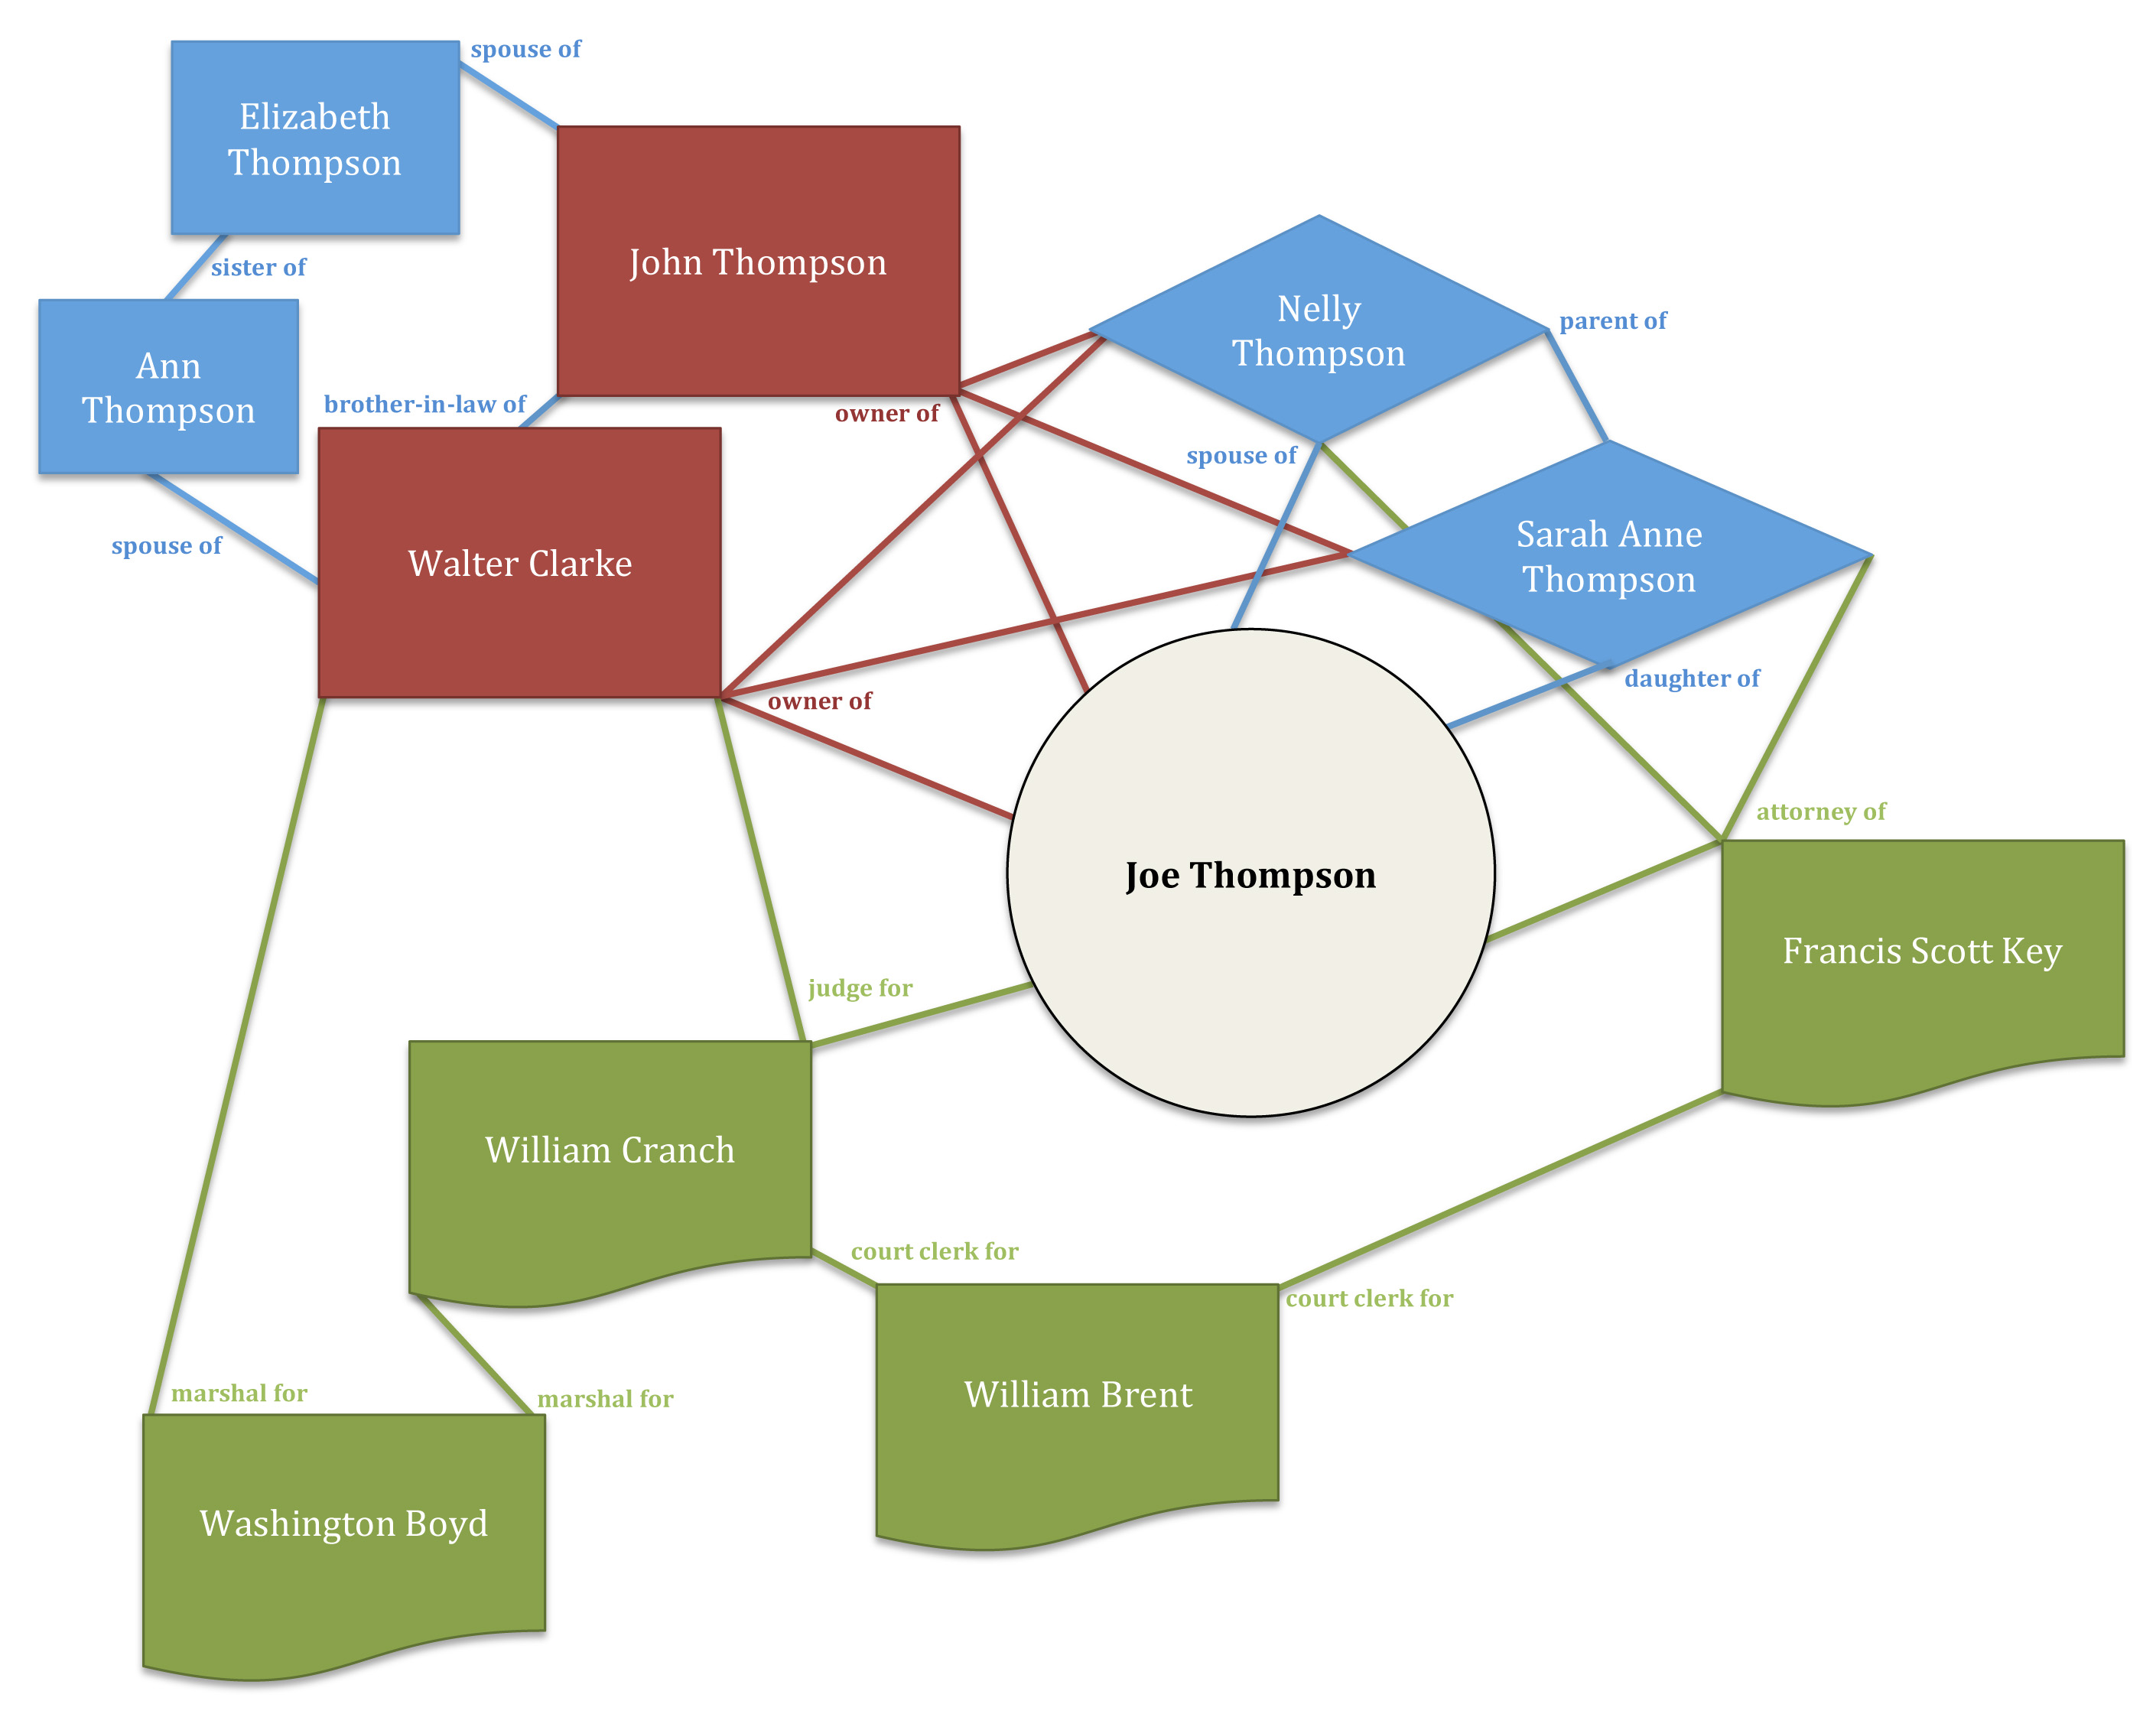 spouse of
Elizabeth
Thompson
John Thompson
sister of
Nelly
Thompson
parent of
Ann
Thompson
brother-in-law of
owner of
spouse of
Sarah Anne
Thompson
spouse of
Walter Clarke
daughter of
owner of
attorney of
Joe Thompson
Francis Scott Key
judge for
William Cranch
court clerk for
court clerk for
marshal for
marshal for
William Brent
Washington Boyd